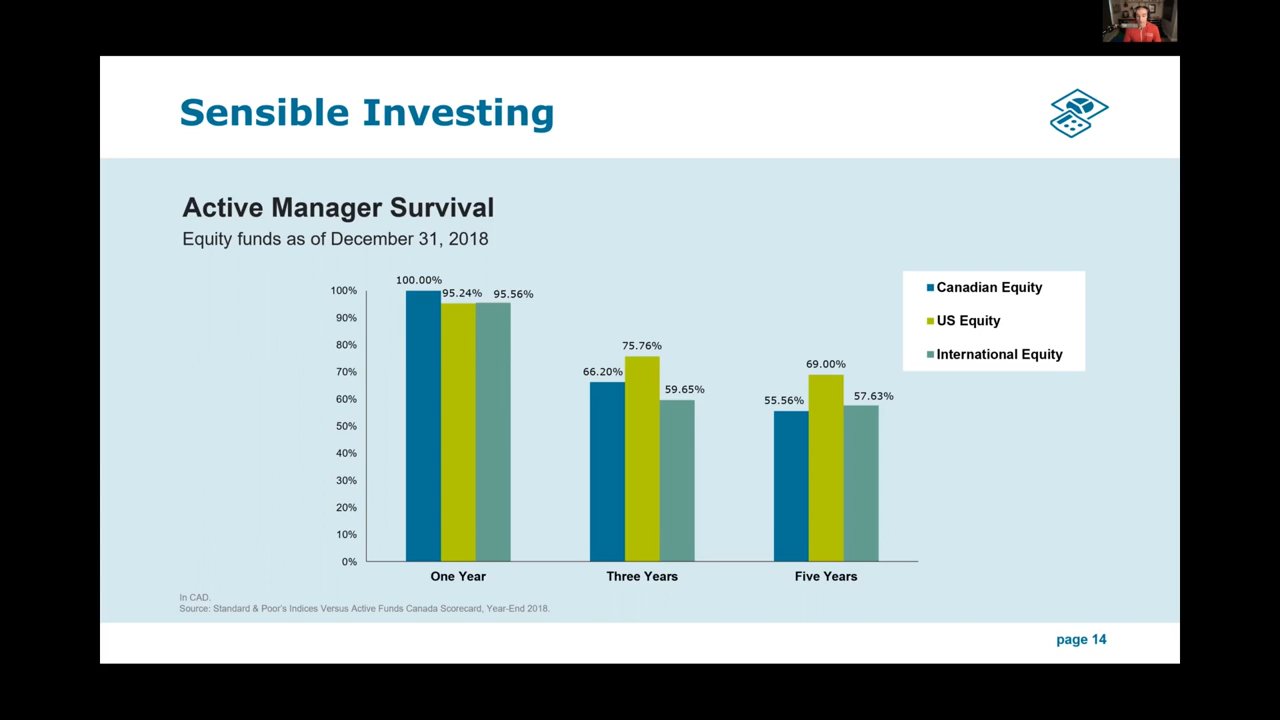 Sensible Investing
Active Manager Survival
Equity funds as of December 31, 2018
100.00%
95.24%
95.56%
75.76%
66.20%
59.65%
69.00%
55.56%
57.63%
100%
90%
80%
70%
60%
50%
40%
30%
20%
10%
0%
One Year
Three Years
Five Years
Canadian Equity
US Equity
International Equity
In CAD.
Source: Standard & Poor's Indices Versus Active Funds Canada Scorecard, Year-End 2018.
page 14